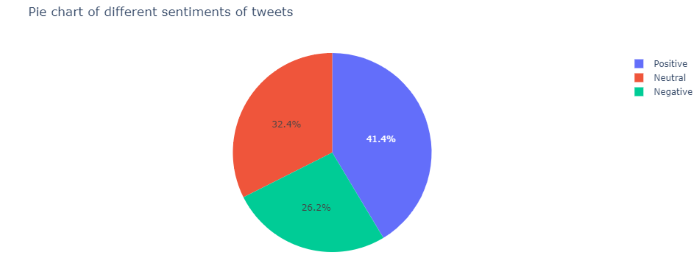 Pie chart of different sentiments of tweets
Positive
Neutral
Negative
32.4%
41.4%
26.2%